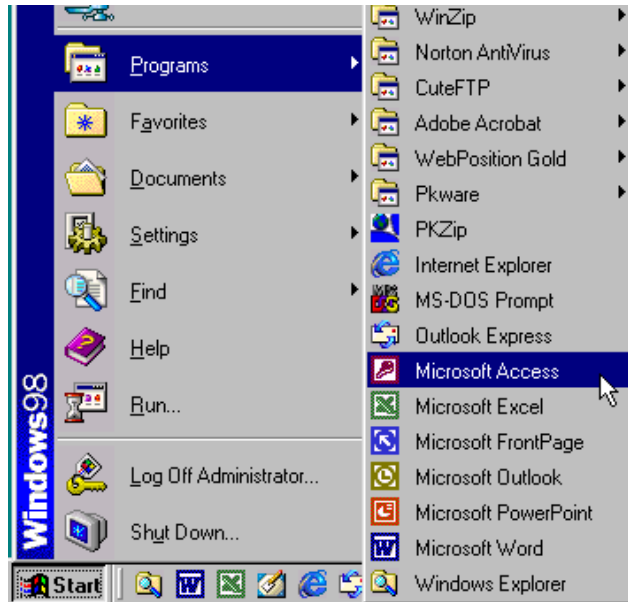 Programs
Favorites
Documents
Settings
Find
Help
Run...
Log Off Administrator...
Shut Down...
Windows98
Start
WinZip
Norton AntiVirus
CuteFTP
Adobe Acrobat
WebPosition Gold
Pkware
PKZip
Internet Explorer
MS-DOS Prompt
Outlook Express
Microsoft Access
Microsoft Excel
Microsoft FrontPage
Microsoft Outlook
Microsoft PowerPoint
Microsoft Word
Windows Explorer